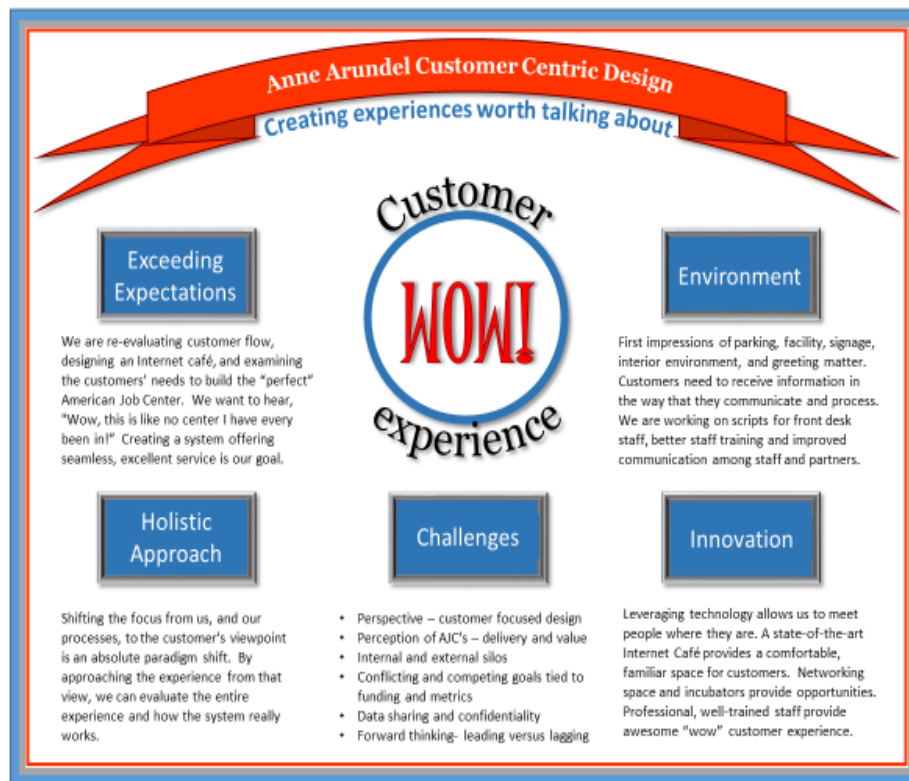 Anne Arundel Customer Centric Design
Creating experiences worth talking about
Customer
WOW!
experience
Exceeding
Expectations
We are re-evaluating customer flow,
designing an Internet café, and examining
the customers' needs to build the “perfect”
American Job Center.  We want to hear,
"Wow, this is like no center I have every
been in!”  Creating a system offering
seamless, excellent service is our goal.
Environment
First impressions of parking, facility, signage,
interior environment, and greeting matter.
Customers need to receive information in
the way that they communicate and process.
We are working on scripts for front desk
staff, better staff training and improved
communication among staff and partners.
Holistic
Approach
Shifting the focus from us, and our
processes, to the customer's viewpoint
is an absolute paradigm shift.  By
approaching the experience from that
view, we can evaluate the entire
experience and how the system really
works.
Challenges
• Perspective – customer focused design
• Perception of AJC's – delivery and value
• Internal and external silos
• Conflicting and competing goals tied to
funding and metrics
• Data sharing and confidentiality
• Forward thinking- leading versus lagging
Innovation
Leveraging technology allows us to meet
people where they are. A state-of-the-art
Internet Café provides a comfortable,
familiar space for customers.  Networking
space and incubators provide opportunities.
Professional, well-trained staff provide
awesome “wow” customer experience.